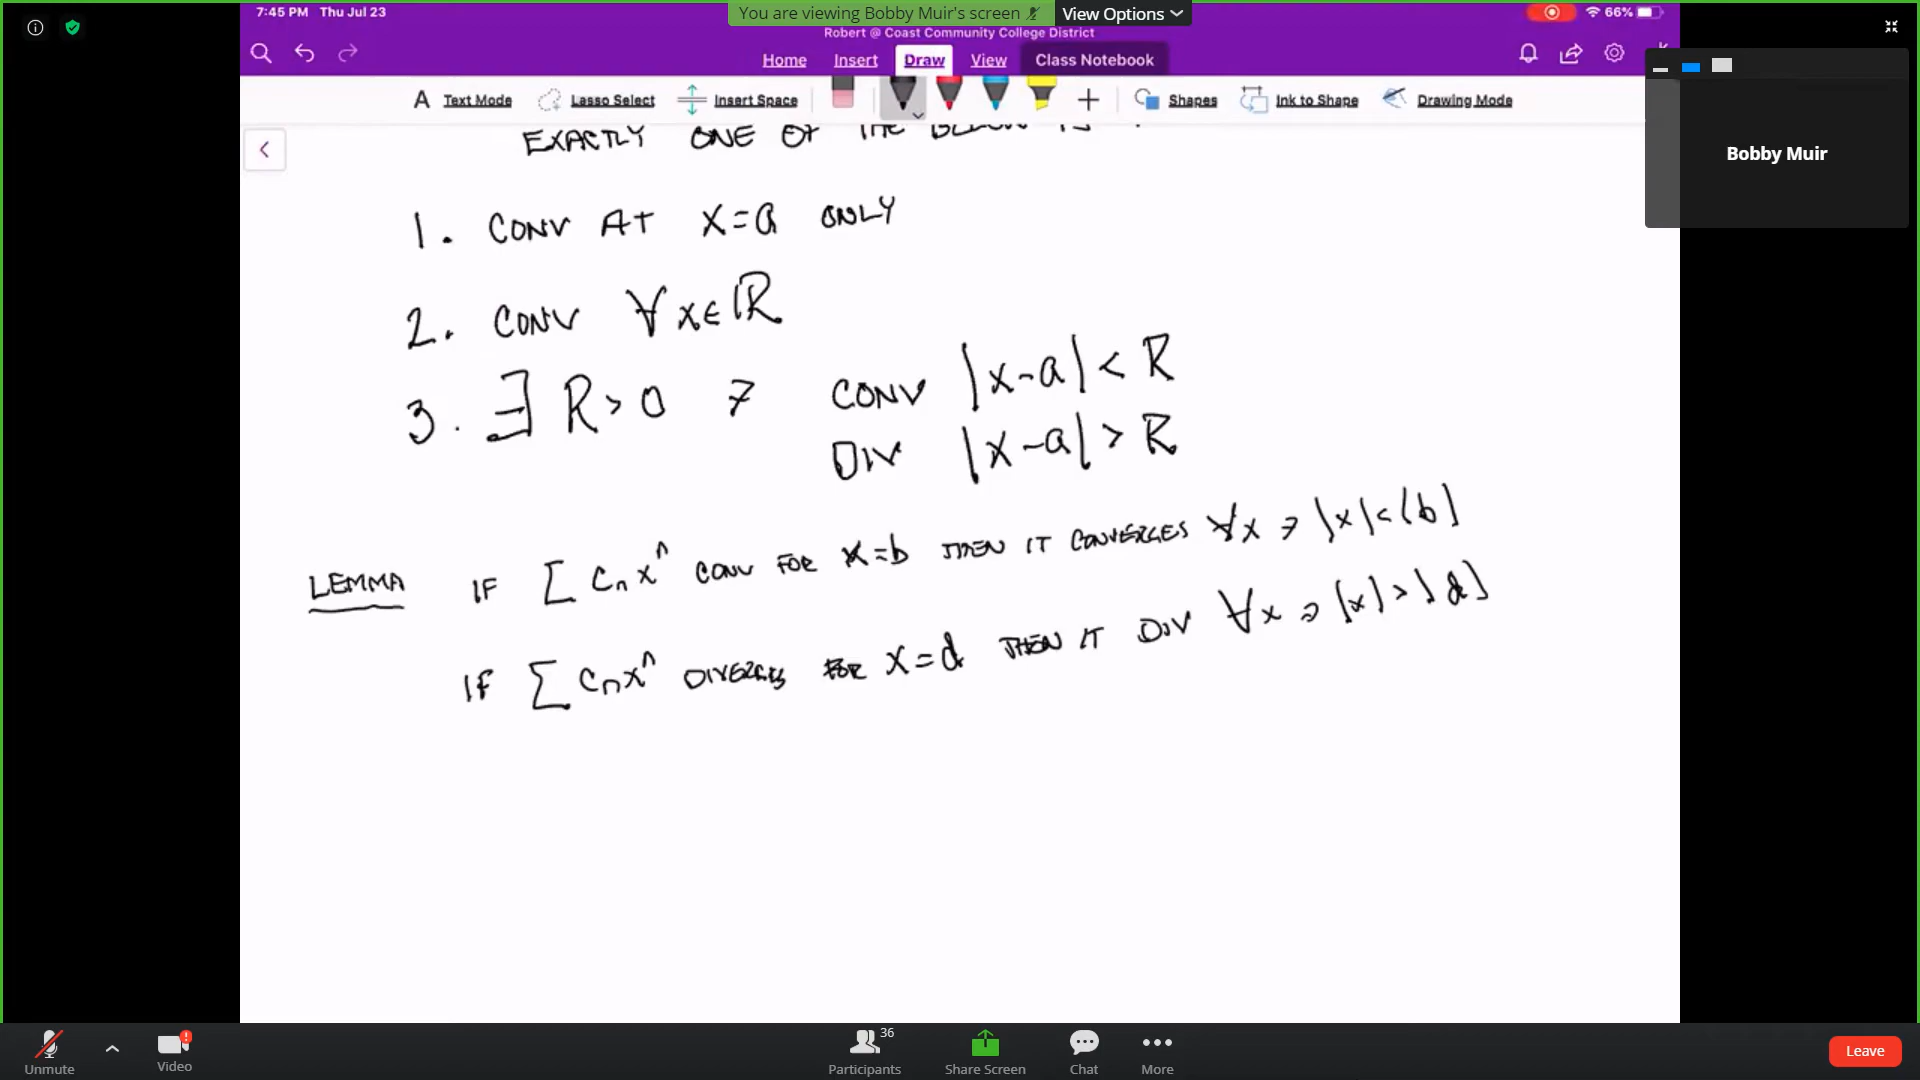 7:45 PM Thu Jul 23
You are viewing Bobby Muir's screen
View Options
66%
Robert @ Coast Community College District
Home Insert Draw View Class Notebook
Text Mode Lasso Select Insert Space Shapes Ink to Shape Drawing Mode
Bobby Muir
EXACTLY ONE OF THE BELOW IS
1. CONV AT X=a ONLY
2. CONV ∀x∈ℝ
3. ∃ R>0 ∋ CONV |x-a|<R
DIV |x-a|>R
LEMMA IF Σ Cₙxⁿ CONV FOR x=b THEN IT CONVERGES ∀x ∋ |x|<|b|
IF Σ Cₙxⁿ DIVERGES FOR X=d THEN IT DIV ∀x ∋ |x|>|d|
Unmute
Video
36
Participants
Share Screen
Chat
More
Leave